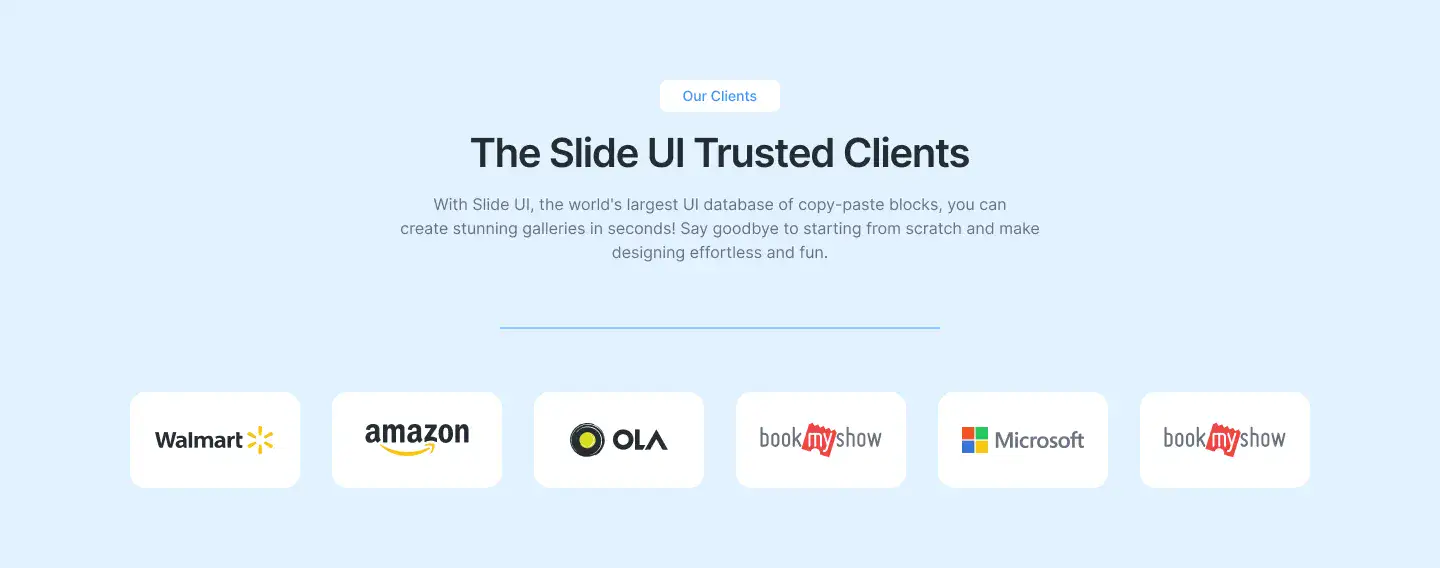 Our Clients
The Slide UI Trusted Clients
With Slide UI, the world's largest UI database of copy-paste blocks, you can
create stunning galleries in seconds! Say goodbye to starting from scratch and make
designing effortless and fun.
Walmart
amazon
OLA
bookmyshow
Microsoft
bookmyshow